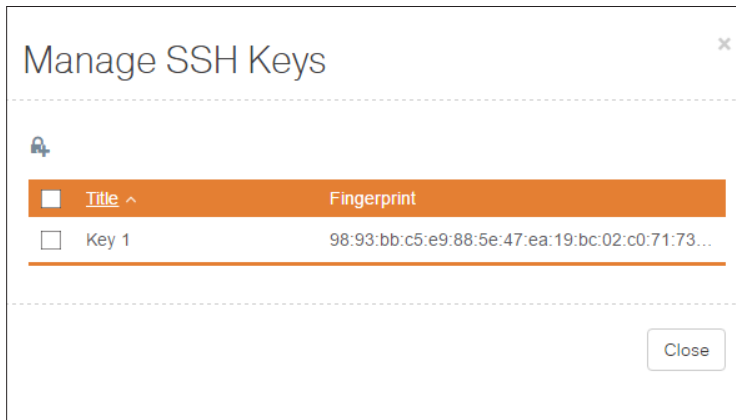 Manage SSH Keys
Title Fingerprint
Key 1 98:93:bb:c5:e9:88:5e:47:ea:19:bc:02:c0:71:73...
Close